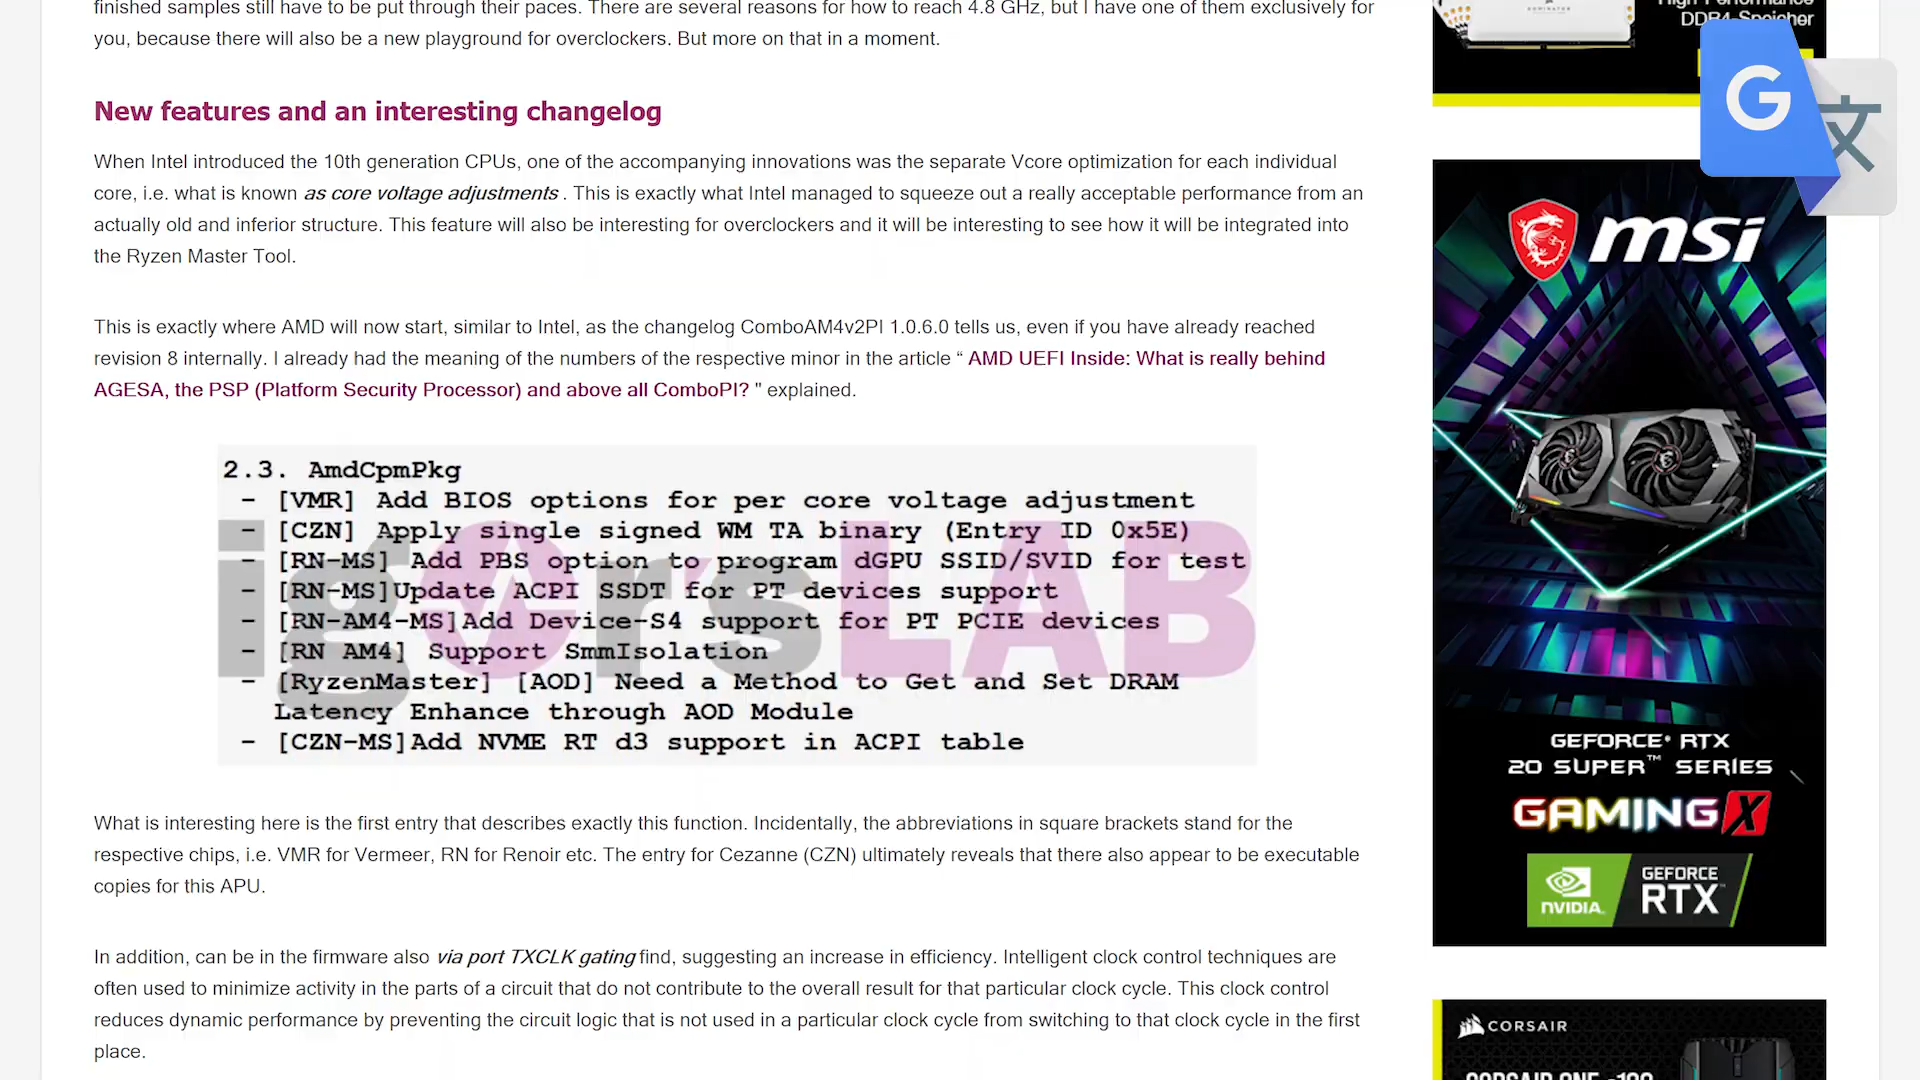 finished samples still have to be put through their paces. There are several reasons for how to reach 4.8 GHz, but I have one of them exclusively for
you, because there will also be a new playground for overclockers. But more on that in a moment.
New features and an interesting changelog
When Intel introduced the 10th generation CPUs, one of the accompanying innovations was the separate Vcore optimization for each individual
core, i.e. what is known as core voltage adjustments . This is exactly what Intel managed to squeeze out a really acceptable performance from an
actually old and inferior structure. This feature will also be interesting for overclockers and it will be interesting to see how it will be integrated into
the Ryzen Master Tool.
This is exactly where AMD will now start, similar to Intel, as the changelog ComboAM4v2PI 1.0.6.0 tells us, even if you have already reached
revision 8 internally. I already had the meaning of the numbers of the respective minor in the article “ AMD UEFI Inside: What is really behind
AGESA, the PSP (Platform Security Processor) and above all ComboPI? " explained.
2.3. AmdCpmPkg
- [VMR] Add BIOS options for per core voltage adjustment
- [CZN] Apply single signed WM TA binary (Entry ID 0x5E)
- [RN-MS] Add PBS option to program dGPU SSID/SVID for test
- [RN-MS]Update ACPI SSDT for PT devices support
- [RN-AM4-MS]Add Device-S4 support for PT PCIE devices
- [RN AM4] Support SmmIsolation
- [RyzenMaster] [AOD] Need a Method to Get and Set DRAM
Latency Enhance through AOD Module
- [CZN-MS]Add NVME RT d3 support in ACPI table
igorsLAB
What is interesting here is the first entry that describes exactly this function. Incidentally, the abbreviations in square brackets stand for the
respective chips, i.e. VMR for Vermeer, RN for Renoir etc. The entry for Cezanne (CZN) ultimately reveals that there also appear to be executable
copies for this APU.
In addition, can be in the firmware also via port TXCLK gating find, suggesting an increase in efficiency. Intelligent clock control techniques are
often used to minimize activity in the parts of a circuit that do not contribute to the overall result for that particular clock cycle. This clock control
reduces dynamic performance by preventing the circuit logic that is not used in a particular clock cycle from switching to that clock cycle in the first
place.
DDR4-Speicher
G 文
msi
GEFORCE® RTX
20 SUPER™ SERIES
GAMING X
NVIDIA
GEFORCE
RTX™
CORSAIR
CORSAIR ONE